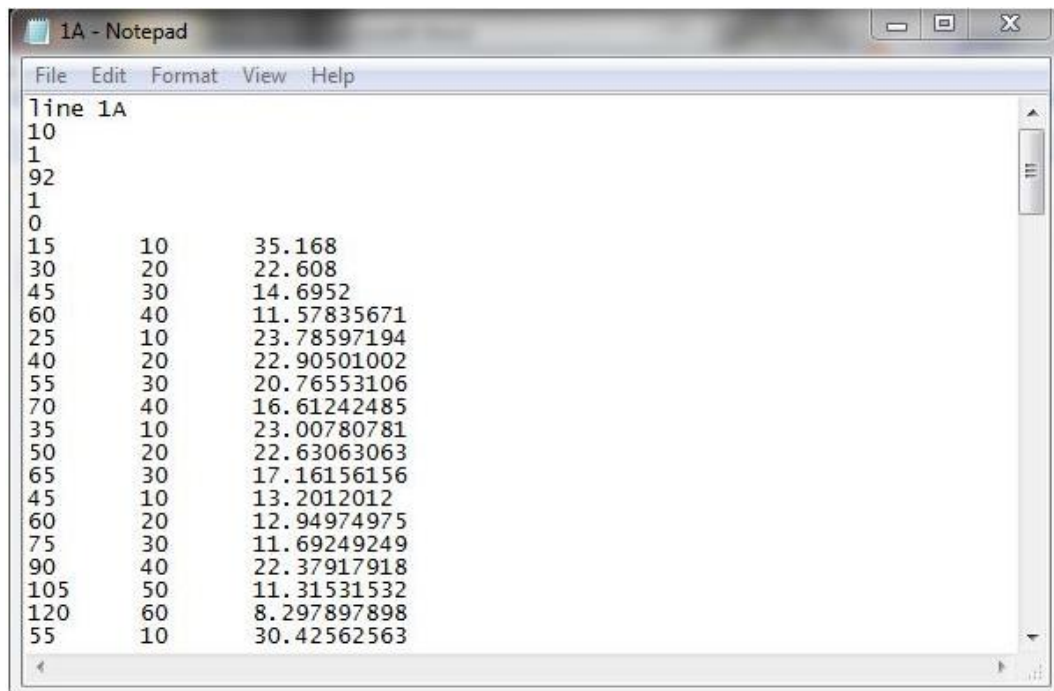 1A - Notepad
File Edit Format View Help
line 1A
10
1
92
1
0
15 10 35.168
30 20 22.608
45 30 14.6952
60 40 11.57835671
25 10 23.78597194
40 20 22.90501002
55 30 20.76553106
70 40 16.61242485
35 10 23.00780781
50 20 22.63063063
65 30 17.16156156
45 10 13.2012012
60 20 12.94974975
75 30 11.69249249
90 40 22.37917918
105 50 11.31531532
120 60 8.297897898
55 10 30.42562563